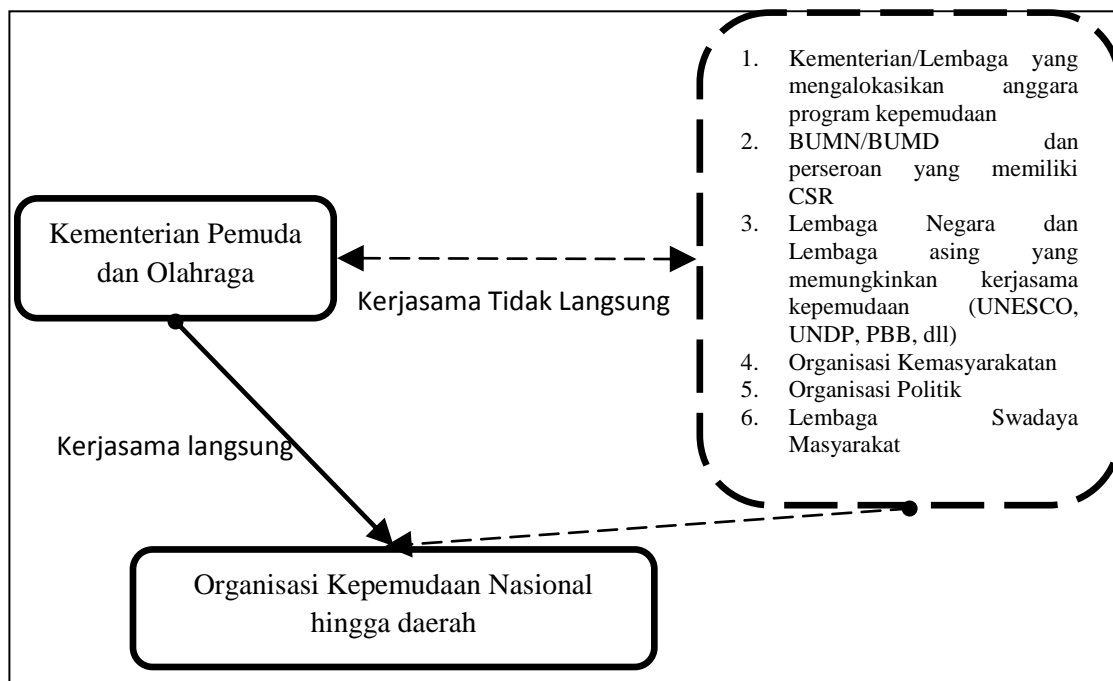 Kementerian Pemuda
dan Olahraga
Kerjasama Tidak Langsung
1. Kementerian/Lembaga yang
mengalokasikan anggara
program kepemudaan
2. BUMN/BUMD dan
perseroan yang memiliki
CSR
3. Lembaga Negara dan
Lembaga asing yang
memungkinkan kerjasama
kepemudaan (UNESCO,
UNDP, PBB, dll)
4. Organisasi Kemasyarakatan
5. Organisasi Politik
6. Lembaga Swadaya
Masyarakat
Kerjasama langsung
Organisasi Kepemudaan Nasional
hingga daerah